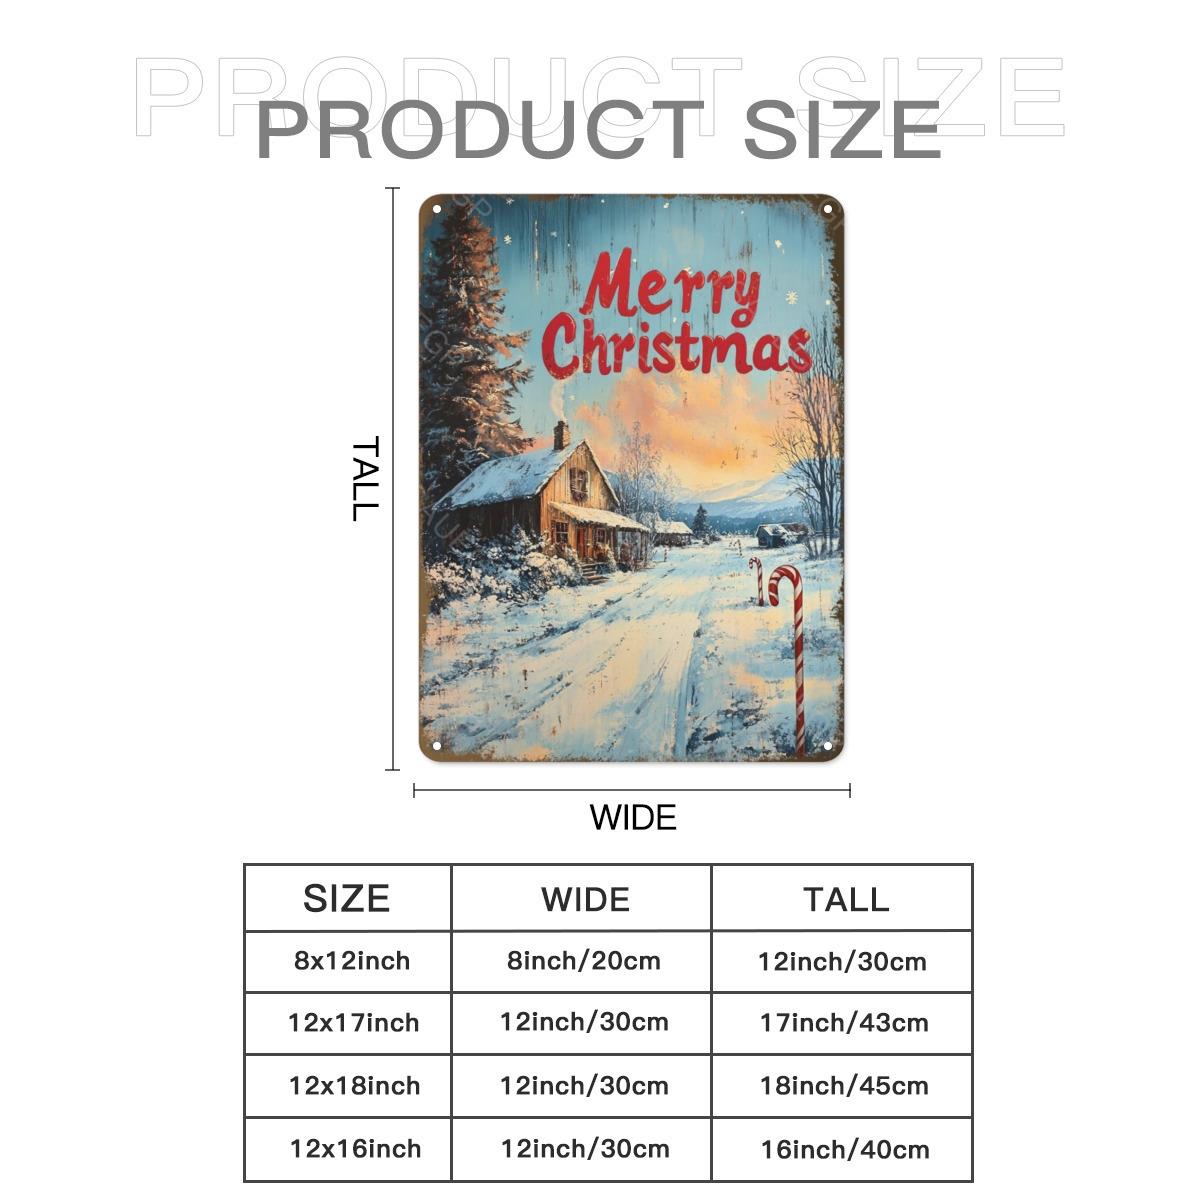 PRODUCT SIZE
PRODUCT SIZE
Merry
Christmas
TALL
WIDE
SIZE WIDE TALL
8x12inch 8inch/20cm 12inch/30cm
12x17inch 12inch/30cm 17inch/43cm
12x18inch 12inch/30cm 18inch/45cm
12x16inch 12inch/30cm 16inch/40cm